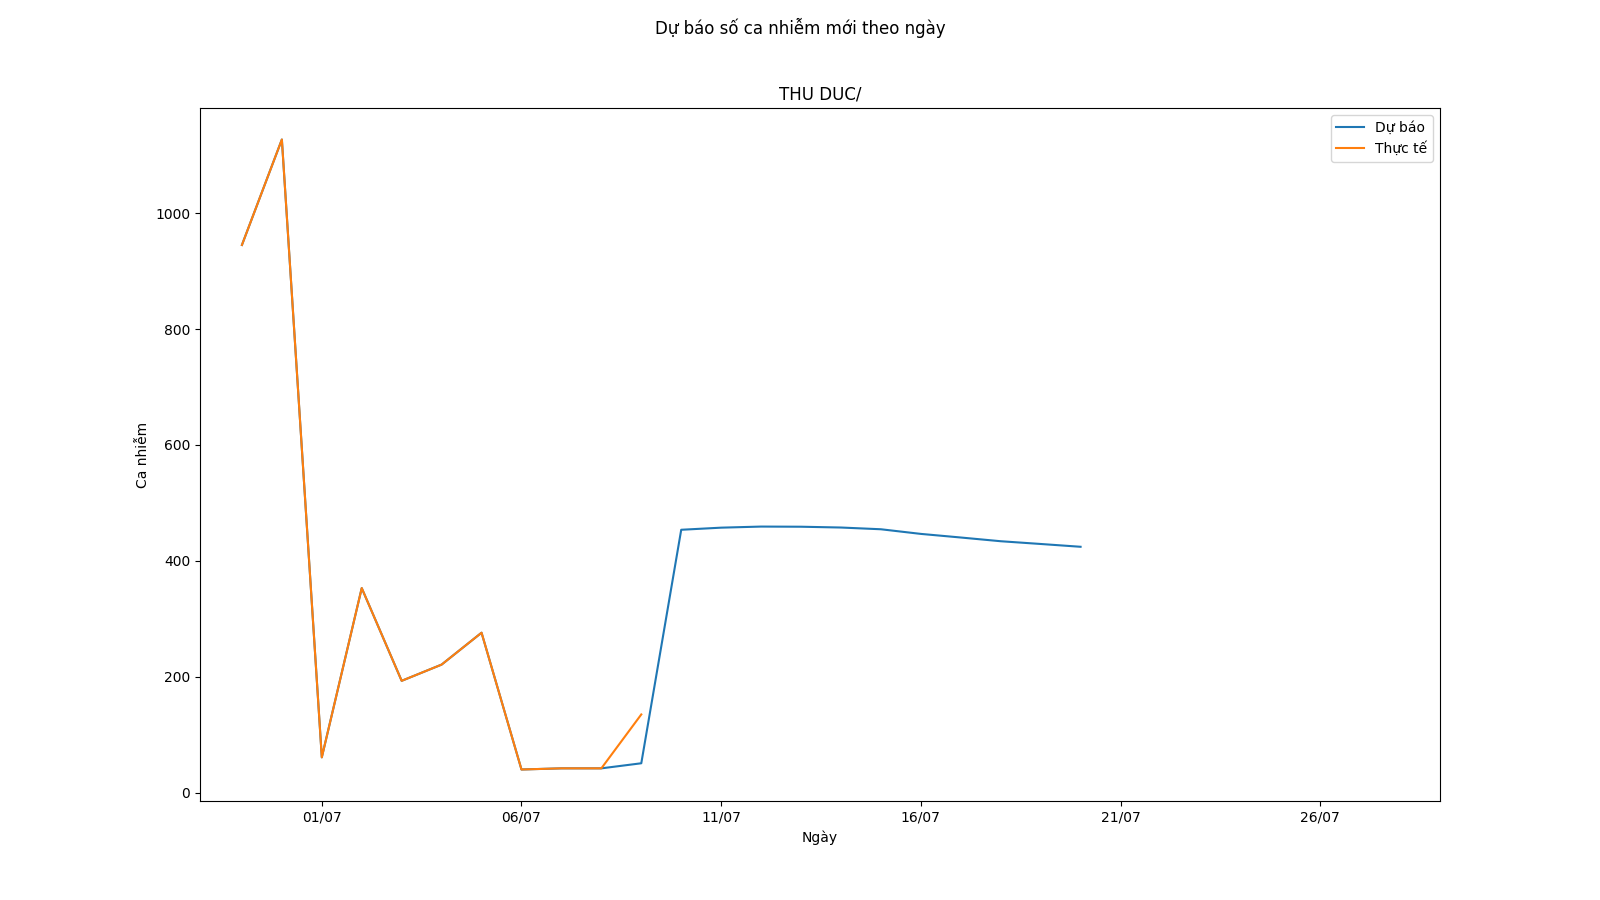 Dự báo số ca nhiễm mới theo ngày
THU DUC/
Dự báo
Thực tế
1000
800
600
400
200
0
Ca nhiễm
01/07
06/07
11/07
16/07
21/07
26/07
Ngày